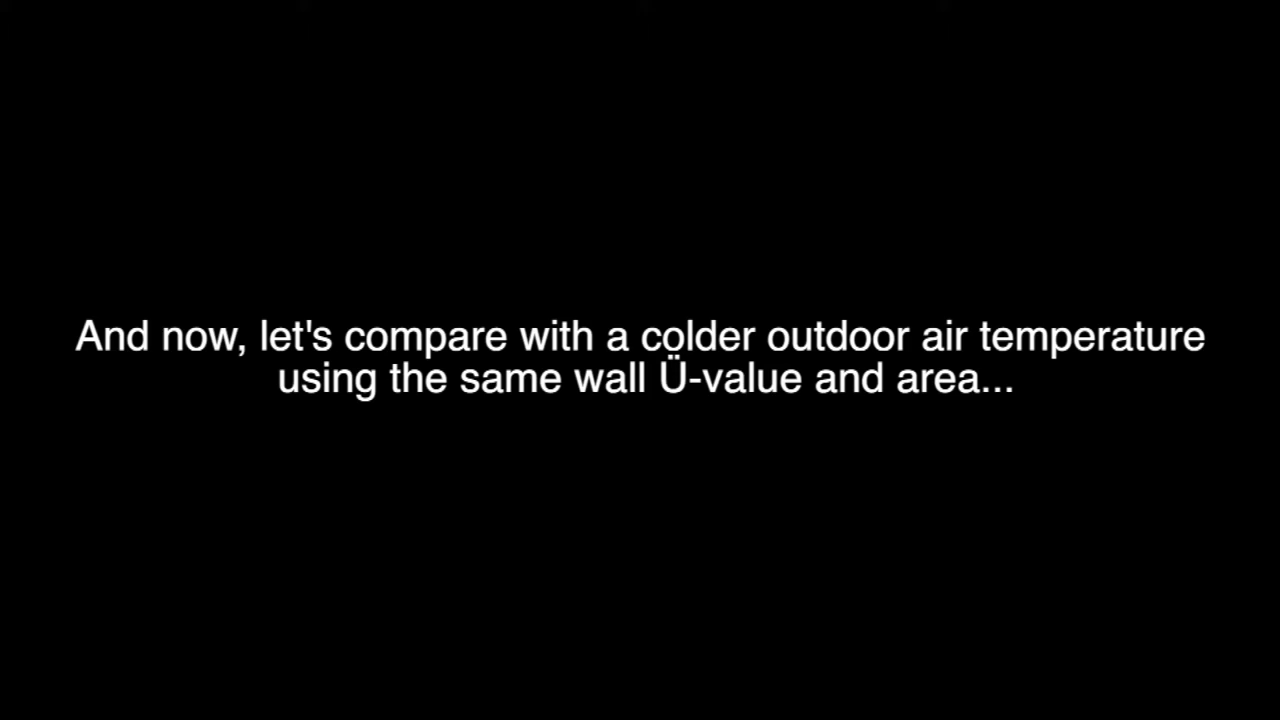 And now, let's compare with a colder outdoor air temperature
using the same wall Ü-value and area...